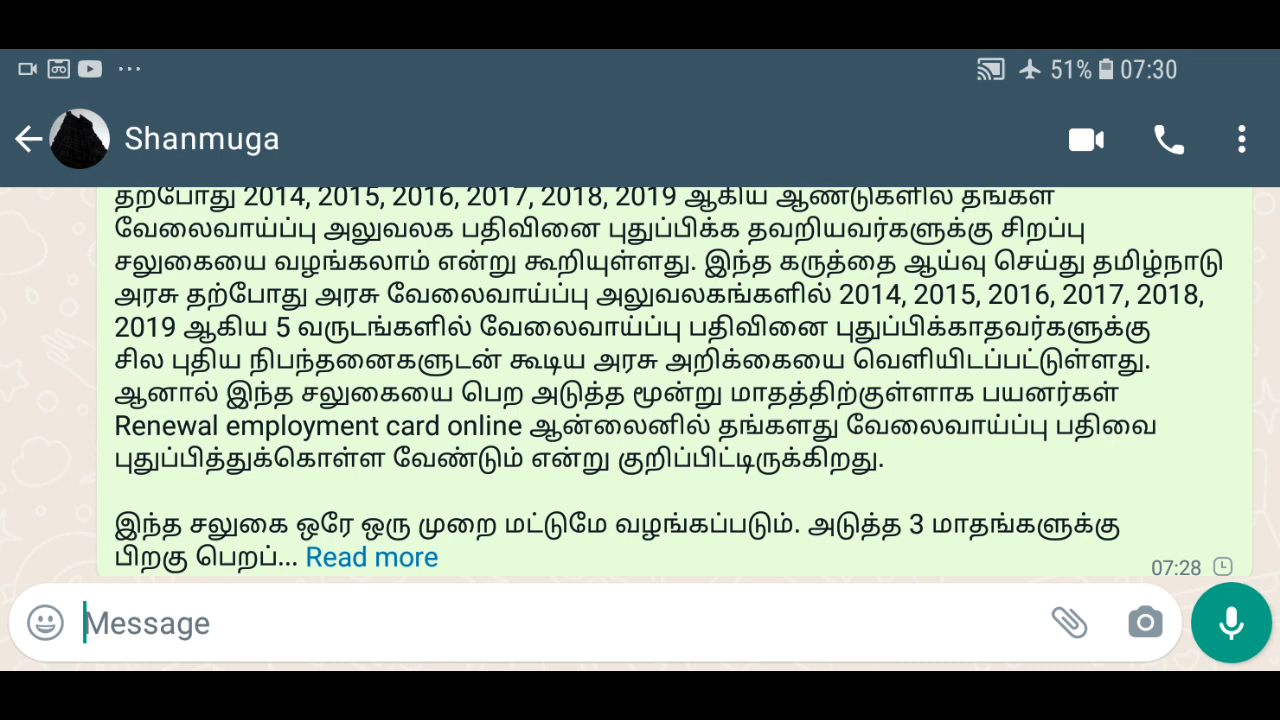 51% 07:30
Shanmuga
தற்போது 2014, 2015, 2016, 2017, 2018, 2019 ஆகிய ஆண்டுகளில் தங்கள்
வேலைவாய்ப்பு அலுவலக பதிவினை புதுப்பிக்க தவறியவர்களுக்கு சிறப்பு
சலுகையை வழங்கலாம் என்று கூறியுள்ளது. இந்த கருத்தை ஆய்வு செய்து தமிழ்நாடு
அரசு தற்போது அரசு வேலைவாய்ப்பு அலுவலகங்களில் 2014, 2015, 2016, 2017, 2018,
2019 ஆகிய 5 வருடங்களில் வேலைவாய்ப்பு பதிவினை புதுப்பிக்காதவர்களுக்கு
சில புதிய நிபந்தனைகளுடன் கூடிய அரசு அறிக்கையை வெளியிடப்பட்டுள்ளது.
ஆனால் இந்த சலுகையை பெற அடுத்த மூன்று மாதத்திற்குள்ளாக பயனர்கள்
Renewal employment card online ஆன்லைனில் தங்களது வேலைவாய்ப்பு பதிவை
புதுப்பித்துக்கொள்ள வேண்டும் என்று குறிப்பிட்டிருக்கிறது.
இந்த சலுகை ஒரே ஒரு முறை மட்டுமே வழங்கப்படும். அடுத்த 3 மாதங்களுக்கு
பிறகு பெறப்... Read more
07:28
Message